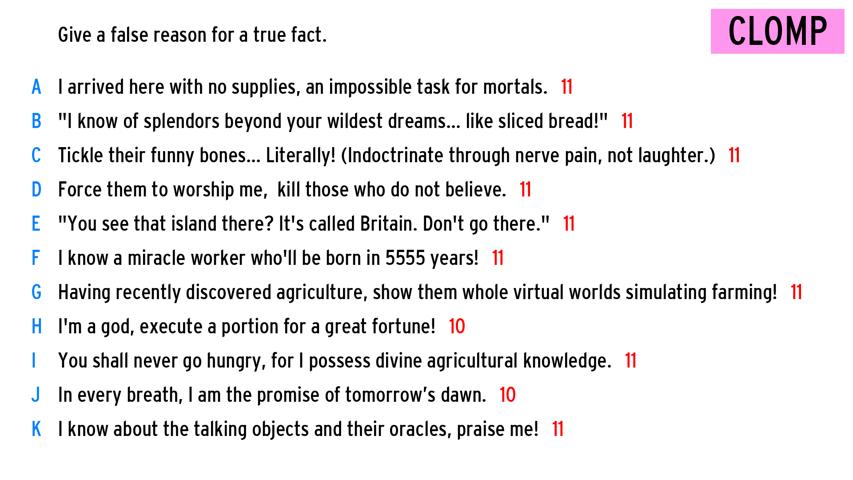 Give a false reason for a true fact.
CLOMP
A I arrived here with no supplies, an impossible task for mortals. 11
B "I know of splendors beyond your wildest dreams... like sliced bread!" 11
C Tickle their funny bones... Literally! (Indoctrinate through nerve pain, not laughter.) 11
D Force them to worship me, kill those who do not believe. 11
E "You see that island there? It's called Britain. Don't go there." 11
F I know a miracle worker who'll be born in 5555 years! 11
G Having recently discovered agriculture, show them whole virtual worlds simulating farming! 11
H I'm a god, execute a portion for a great fortune! 10
I You shall never go hungry, for I possess divine agricultural knowledge. 11
J In every breath, I am the promise of tomorrow’s dawn. 10
K I know about the talking objects and their oracles, praise me! 11